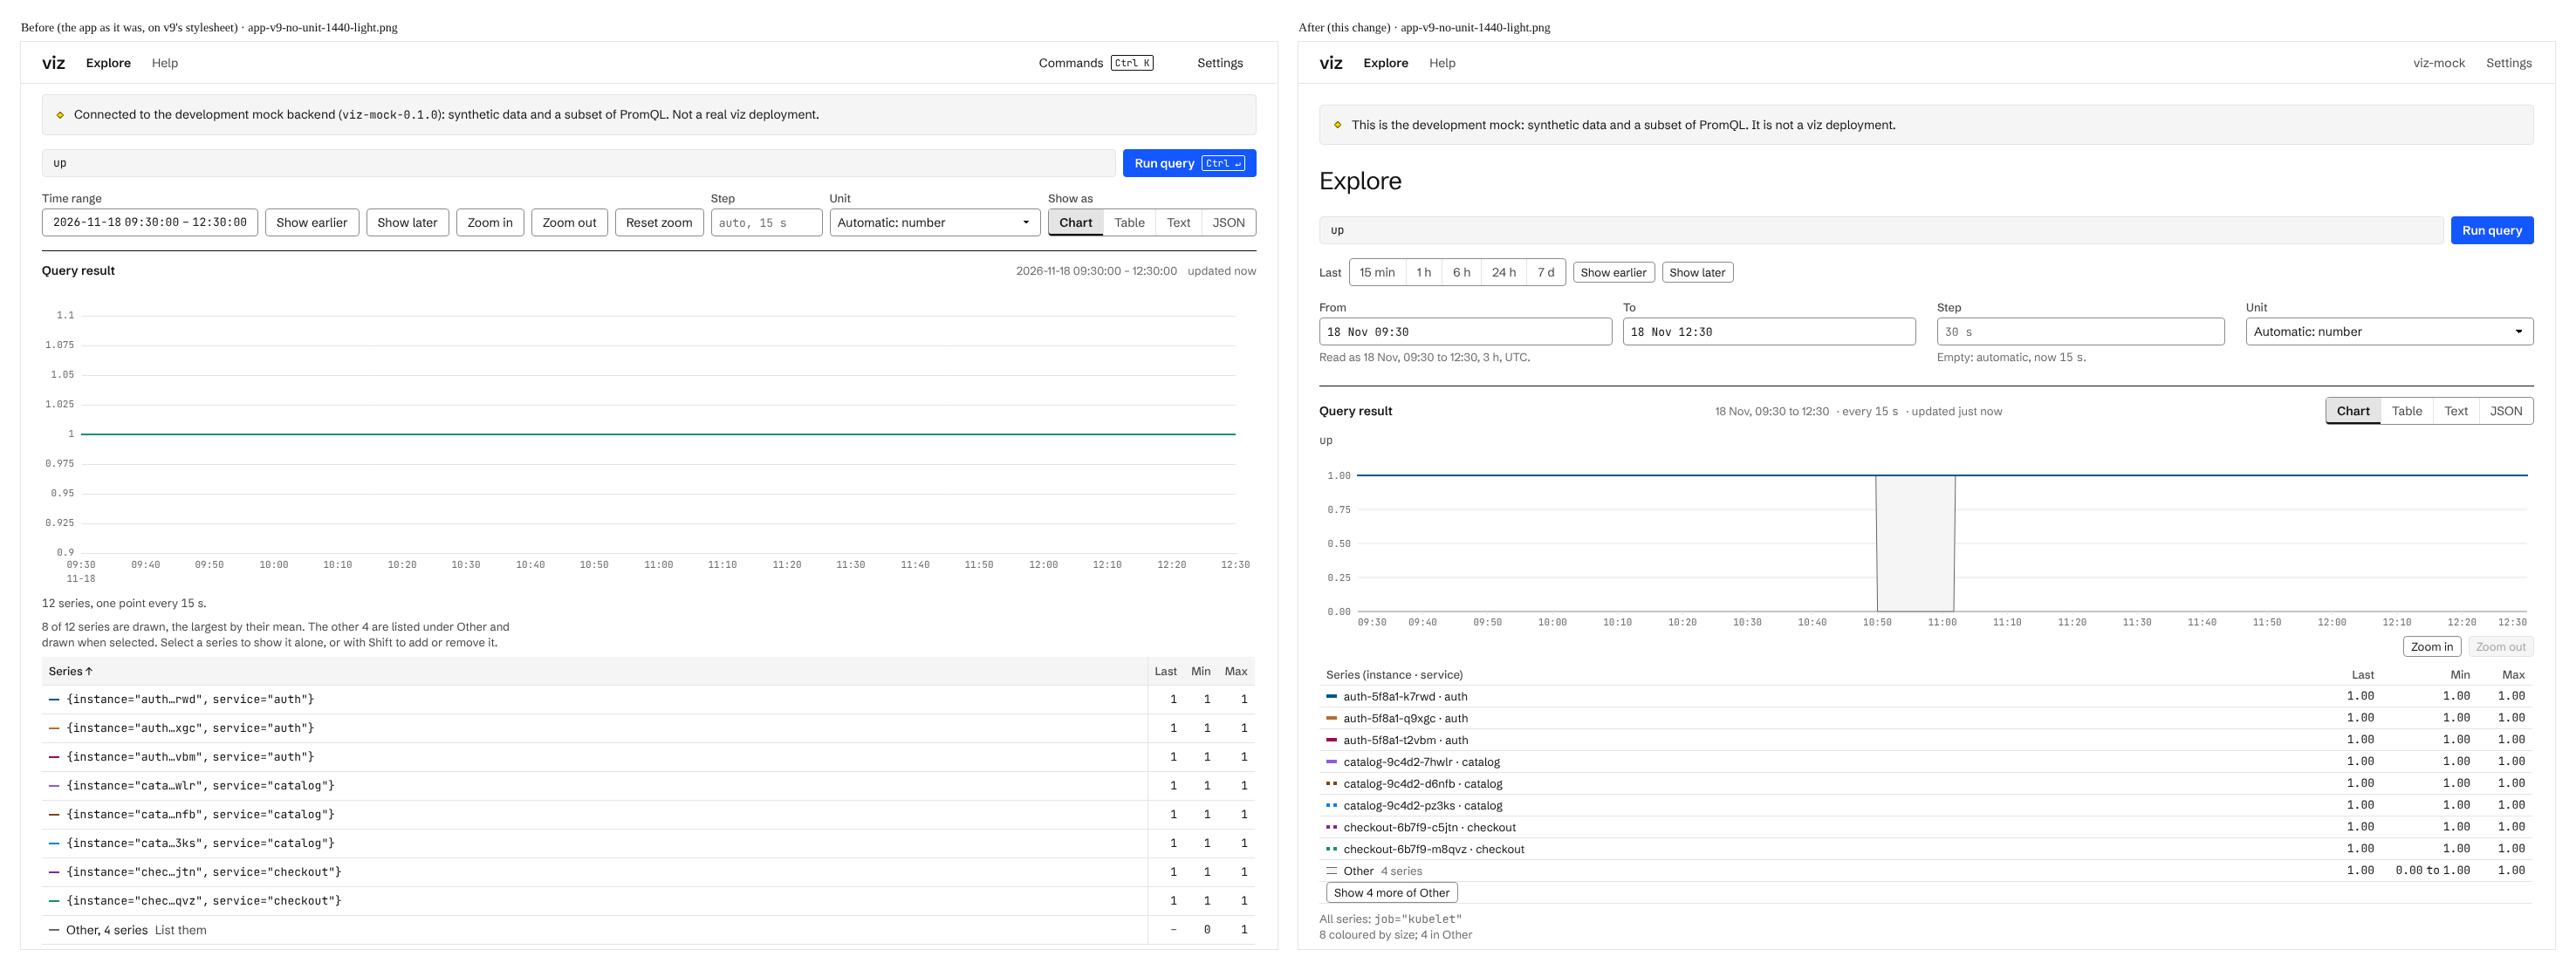 Before (the app as it was, on v9's stylesheet) · app-v9-no-unit-1440-light.png
viz Explore Help Commands Ctrl K Settings
Connected to the development mock backend (viz-mock-0.1.0): synthetic data and a subset of PromQL. Not a real viz deployment.
up Run query Ctrl ↵
Time range Step Unit Show as
2026-11-18 09:30:00 – 12:30:00 Show earlier Show later Zoom in Zoom out Reset zoom auto, 15 s Automatic: number Chart Table Text JSON
Query result 2026-11-18 09:30:00 – 12:30:00 updated now
1.1
1.075
1.05
1.025
1
0.975
0.95
0.925
0.9
09:30 09:40 09:50 10:00 10:10 10:20 10:30 10:40 10:50 11:00 11:10 11:20 11:30 11:40 11:50 12:00 12:10 12:20 12:30
11-18
12 series, one point every 15 s.
8 of 12 series are drawn, the largest by their mean. The other 4 are listed under Other and
drawn when selected. Select a series to show it alone, or with Shift to add or remove it.
Series ↑ Last Min Max
{instance="auth…rwd", service="auth"} 1 1 1
{instance="auth…xgc", service="auth"} 1 1 1
{instance="auth…vbm", service="auth"} 1 1 1
{instance="cata…wlr", service="catalog"} 1 1 1
{instance="cata…nfb", service="catalog"} 1 1 1
{instance="cata…3ks", service="catalog"} 1 1 1
{instance="chec…jtn", service="checkout"} 1 1 1
{instance="chec…qvz", service="checkout"} 1 1 1
Other, 4 series List them – 0 1
After (this change) · app-v9-no-unit-1440-light.png
viz Explore Help viz-mock Settings
This is the development mock: synthetic data and a subset of PromQL. It is not a viz deployment.
Explore
up Run query
Last 15 min 1 h 6 h 24 h 7 d Show earlier Show later
From To Step Unit
18 Nov 09:30 18 Nov 12:30 30 s Automatic: number
Read as 18 Nov, 09:30 to 12:30, 3 h, UTC. Empty: automatic, now 15 s.
Query result 18 Nov, 09:30 to 12:30 · every 15 s · updated just now Chart Table Text JSON
up
1.00
0.75
0.50
0.25
0.00
09:30 09:40 09:50 10:00 10:10 10:20 10:30 10:40 10:50 11:00 11:10 11:20 11:30 11:40 11:50 12:00 12:10 12:20 12:30
Zoom in Zoom out
Series (instance · service) Last Min Max
auth-5f8a1-k7rwd · auth 1.00 1.00 1.00
auth-5f8a1-q9xgc · auth 1.00 1.00 1.00
auth-5f8a1-t2vbm · auth 1.00 1.00 1.00
catalog-9c4d2-7hwlr · catalog 1.00 1.00 1.00
catalog-9c4d2-d6nfb · catalog 1.00 1.00 1.00
catalog-9c4d2-pz3ks · catalog 1.00 1.00 1.00
checkout-6b7f9-c5jtn · checkout 1.00 1.00 1.00
checkout-6b7f9-m8qvz · checkout 1.00 1.00 1.00
Other 4 series 1.00 0.00 to 1.00 1.00
Show 4 more of Other
All series: job="kubelet"
8 coloured by size; 4 in Other